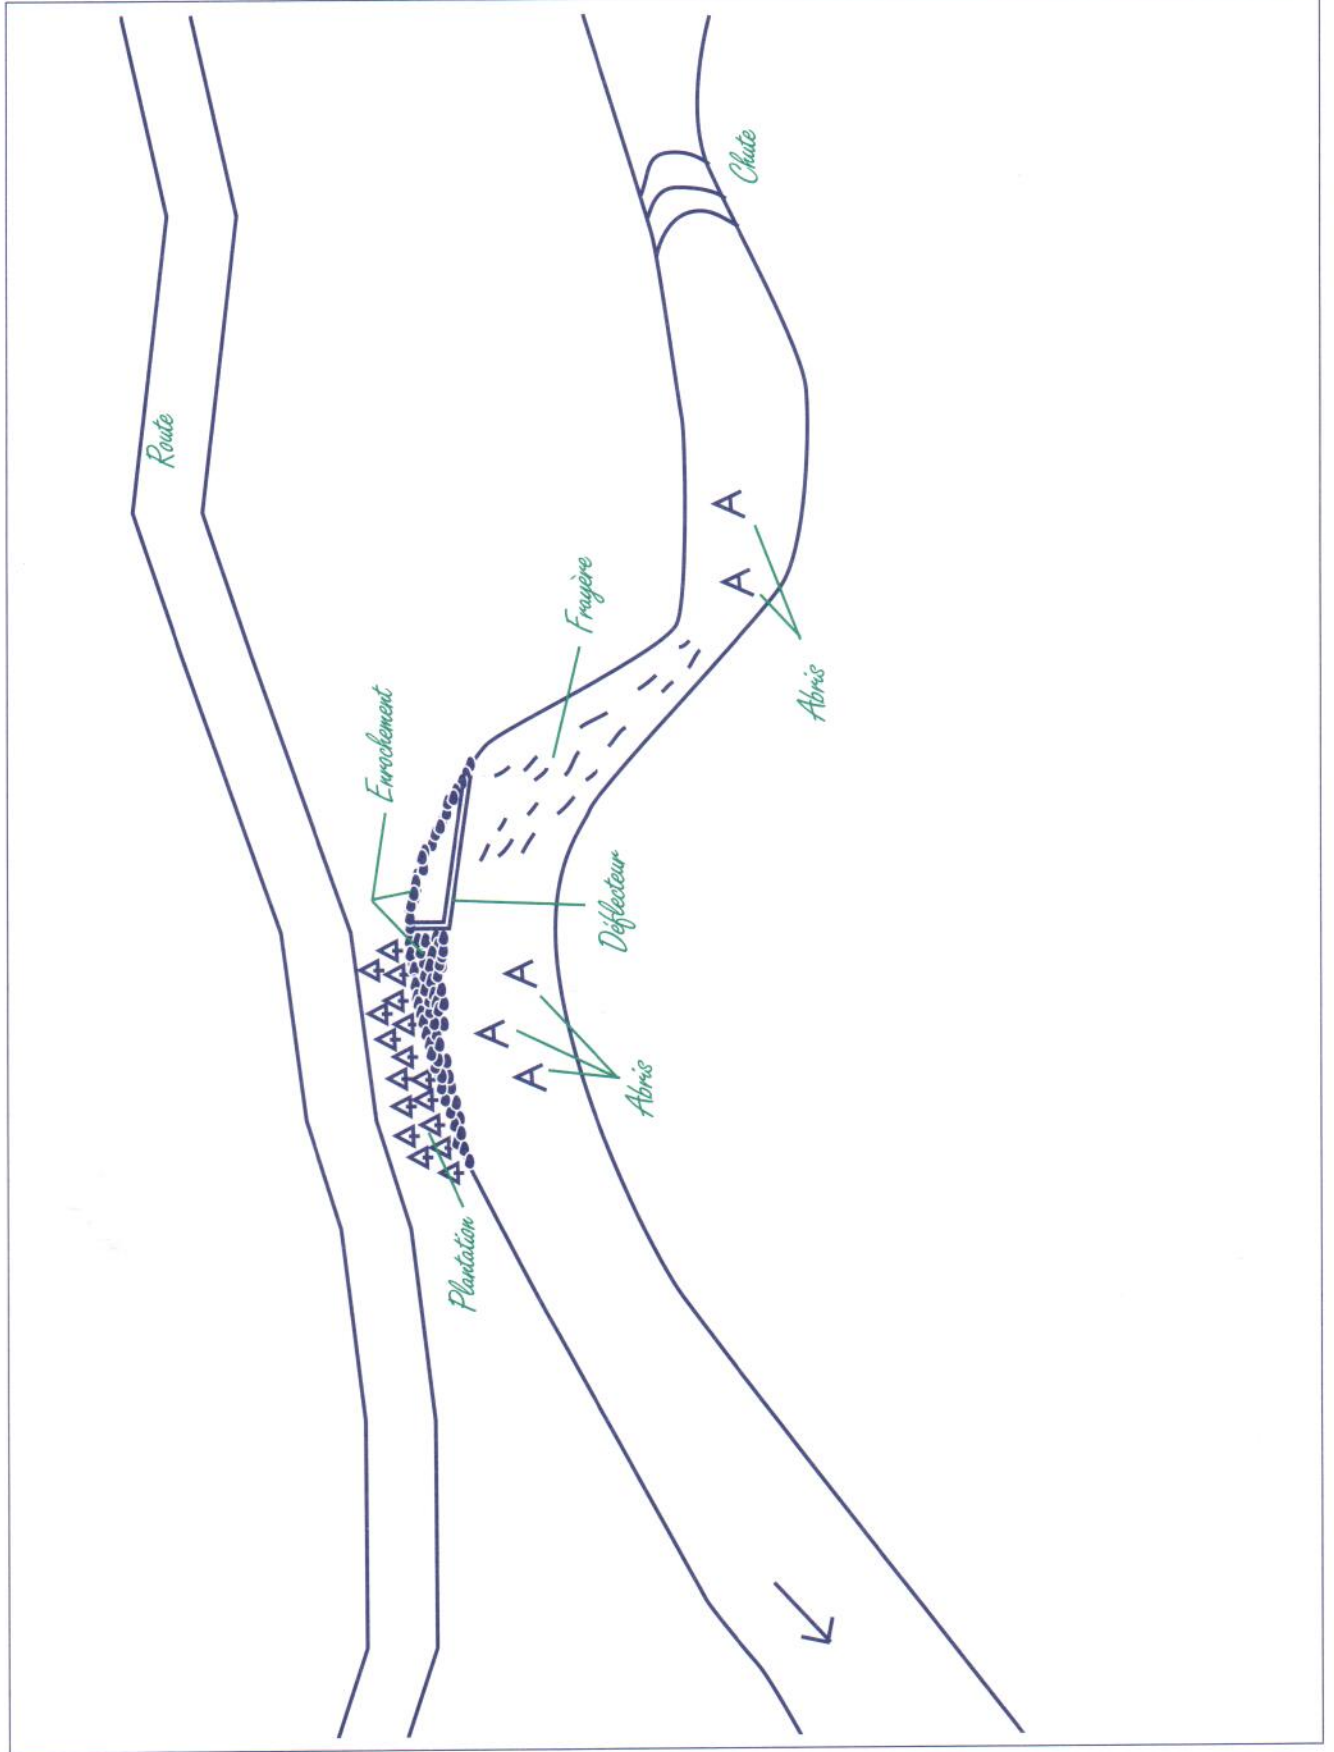 Route
Chute
Frayère
Enrochement
Abris
Déflecteur
Abris
Plantation
A
A
A
A
A